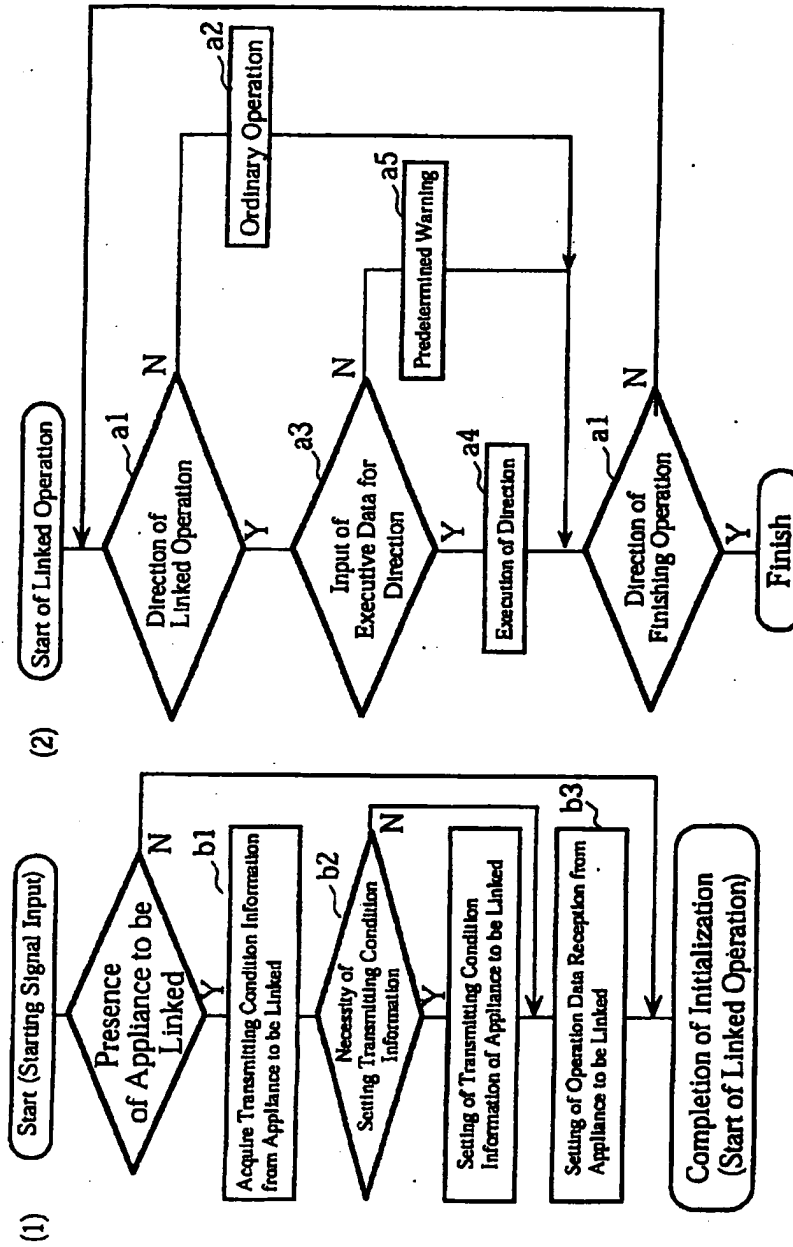 (1)
Start (Starting Signal Input)
Presence
of Appliance to be
Linked
N
Y
b1
Acquire Transmitting Condition Information
from Appliance to be Linked
b2
Necessity of
Setting Transmitting Condition
Information
N
Y
Setting of Transmitting Condition
Information of Appliance to be Linked
b3
Setting of Operation Data Reception from
Appliance to be Linked
Completion of Initialization
(Start of Linked Operation)
(2)
Start of Linked Operation
a1
Direction of
Linked Operation
N
Y
a2
Ordinary Operation
a3
Input of
Executive Data for
Direction
N
Y
a5
Predetermined Warning
a4
Execution of Direction
a1
Direction of
Finishing Operation
N
Y
Finish